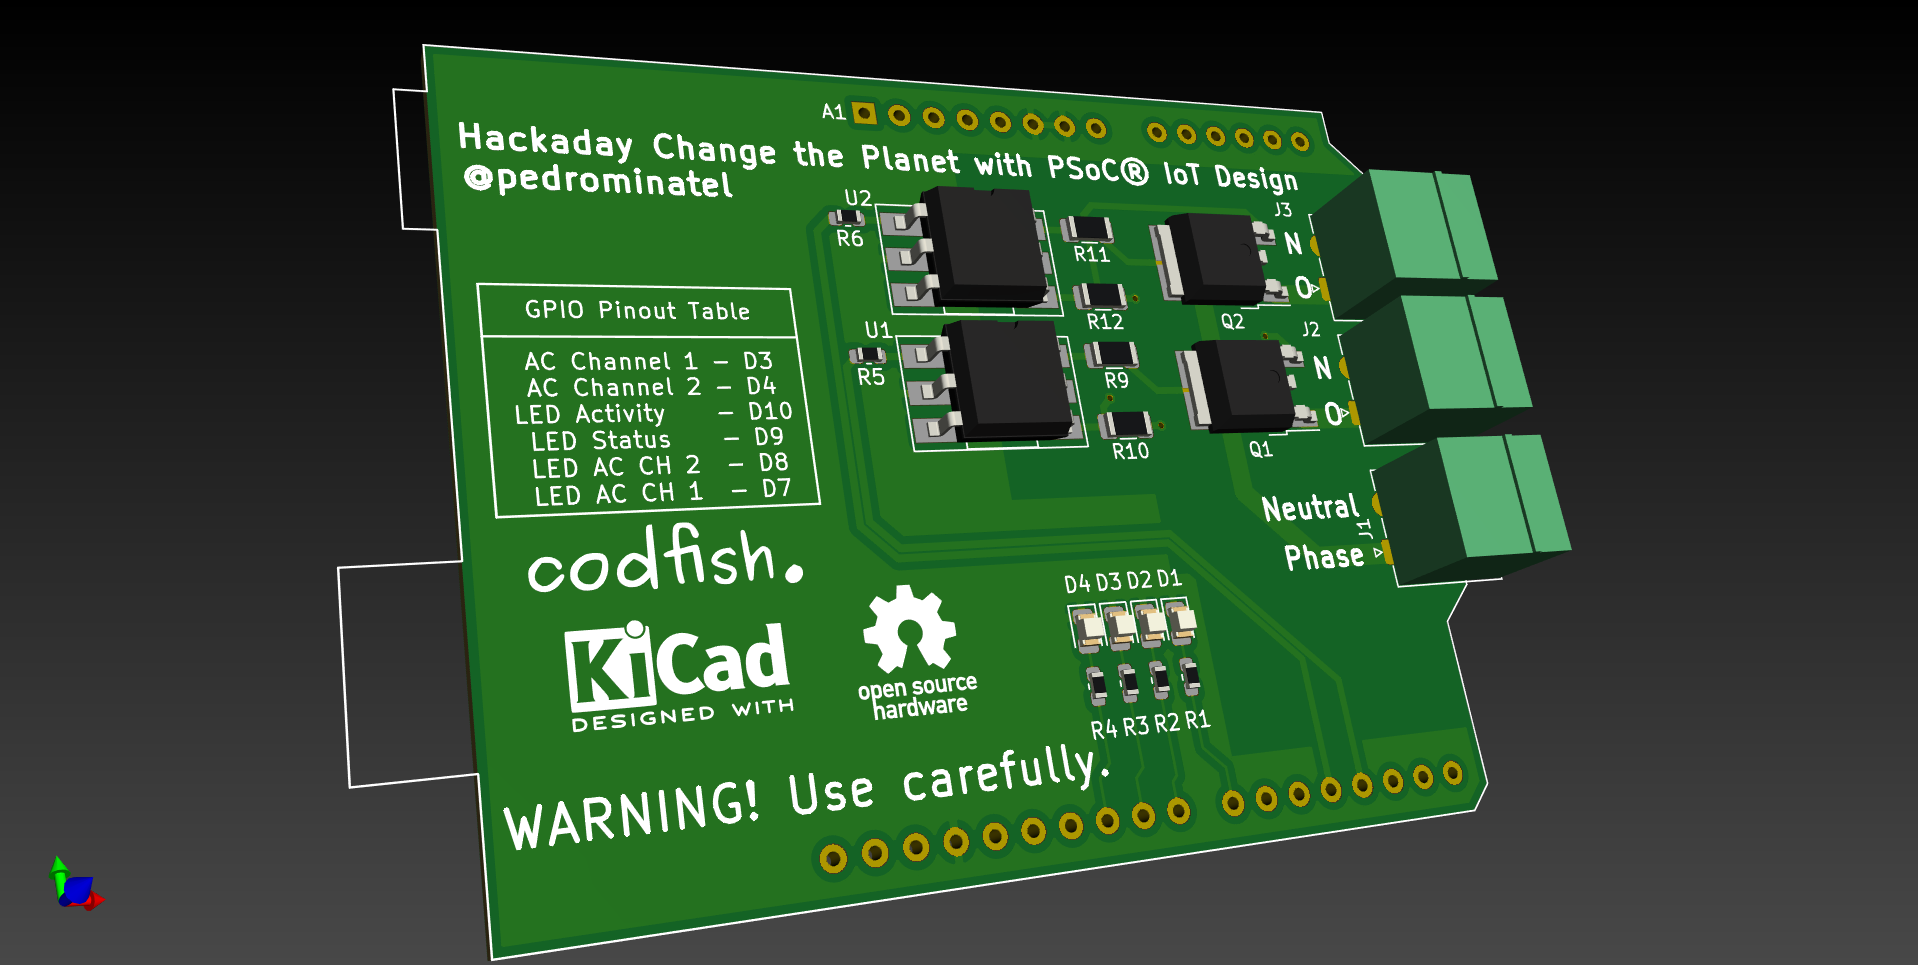 A1
Hackaday Change the Planet with PSoC® IoT Design
@pedrominatel
U2
R6
R11
J3
N
O
R12
Q2
J2
U1
R5
R9
N
O
R10
Q1
GPIO Pinout Table
AC Channel 1 – D3
AC Channel 2 – D4
LED Activity – D10
LED Status – D9
LED AC CH 2 – D8
LED AC CH 1 – D7
Neutral
J1
Phase
codfish.
D4 D3 D2 D1
KiCad
DESIGNED WITH
open source
hardware
R4 R3 R2 R1
WARNING! Use carefully.